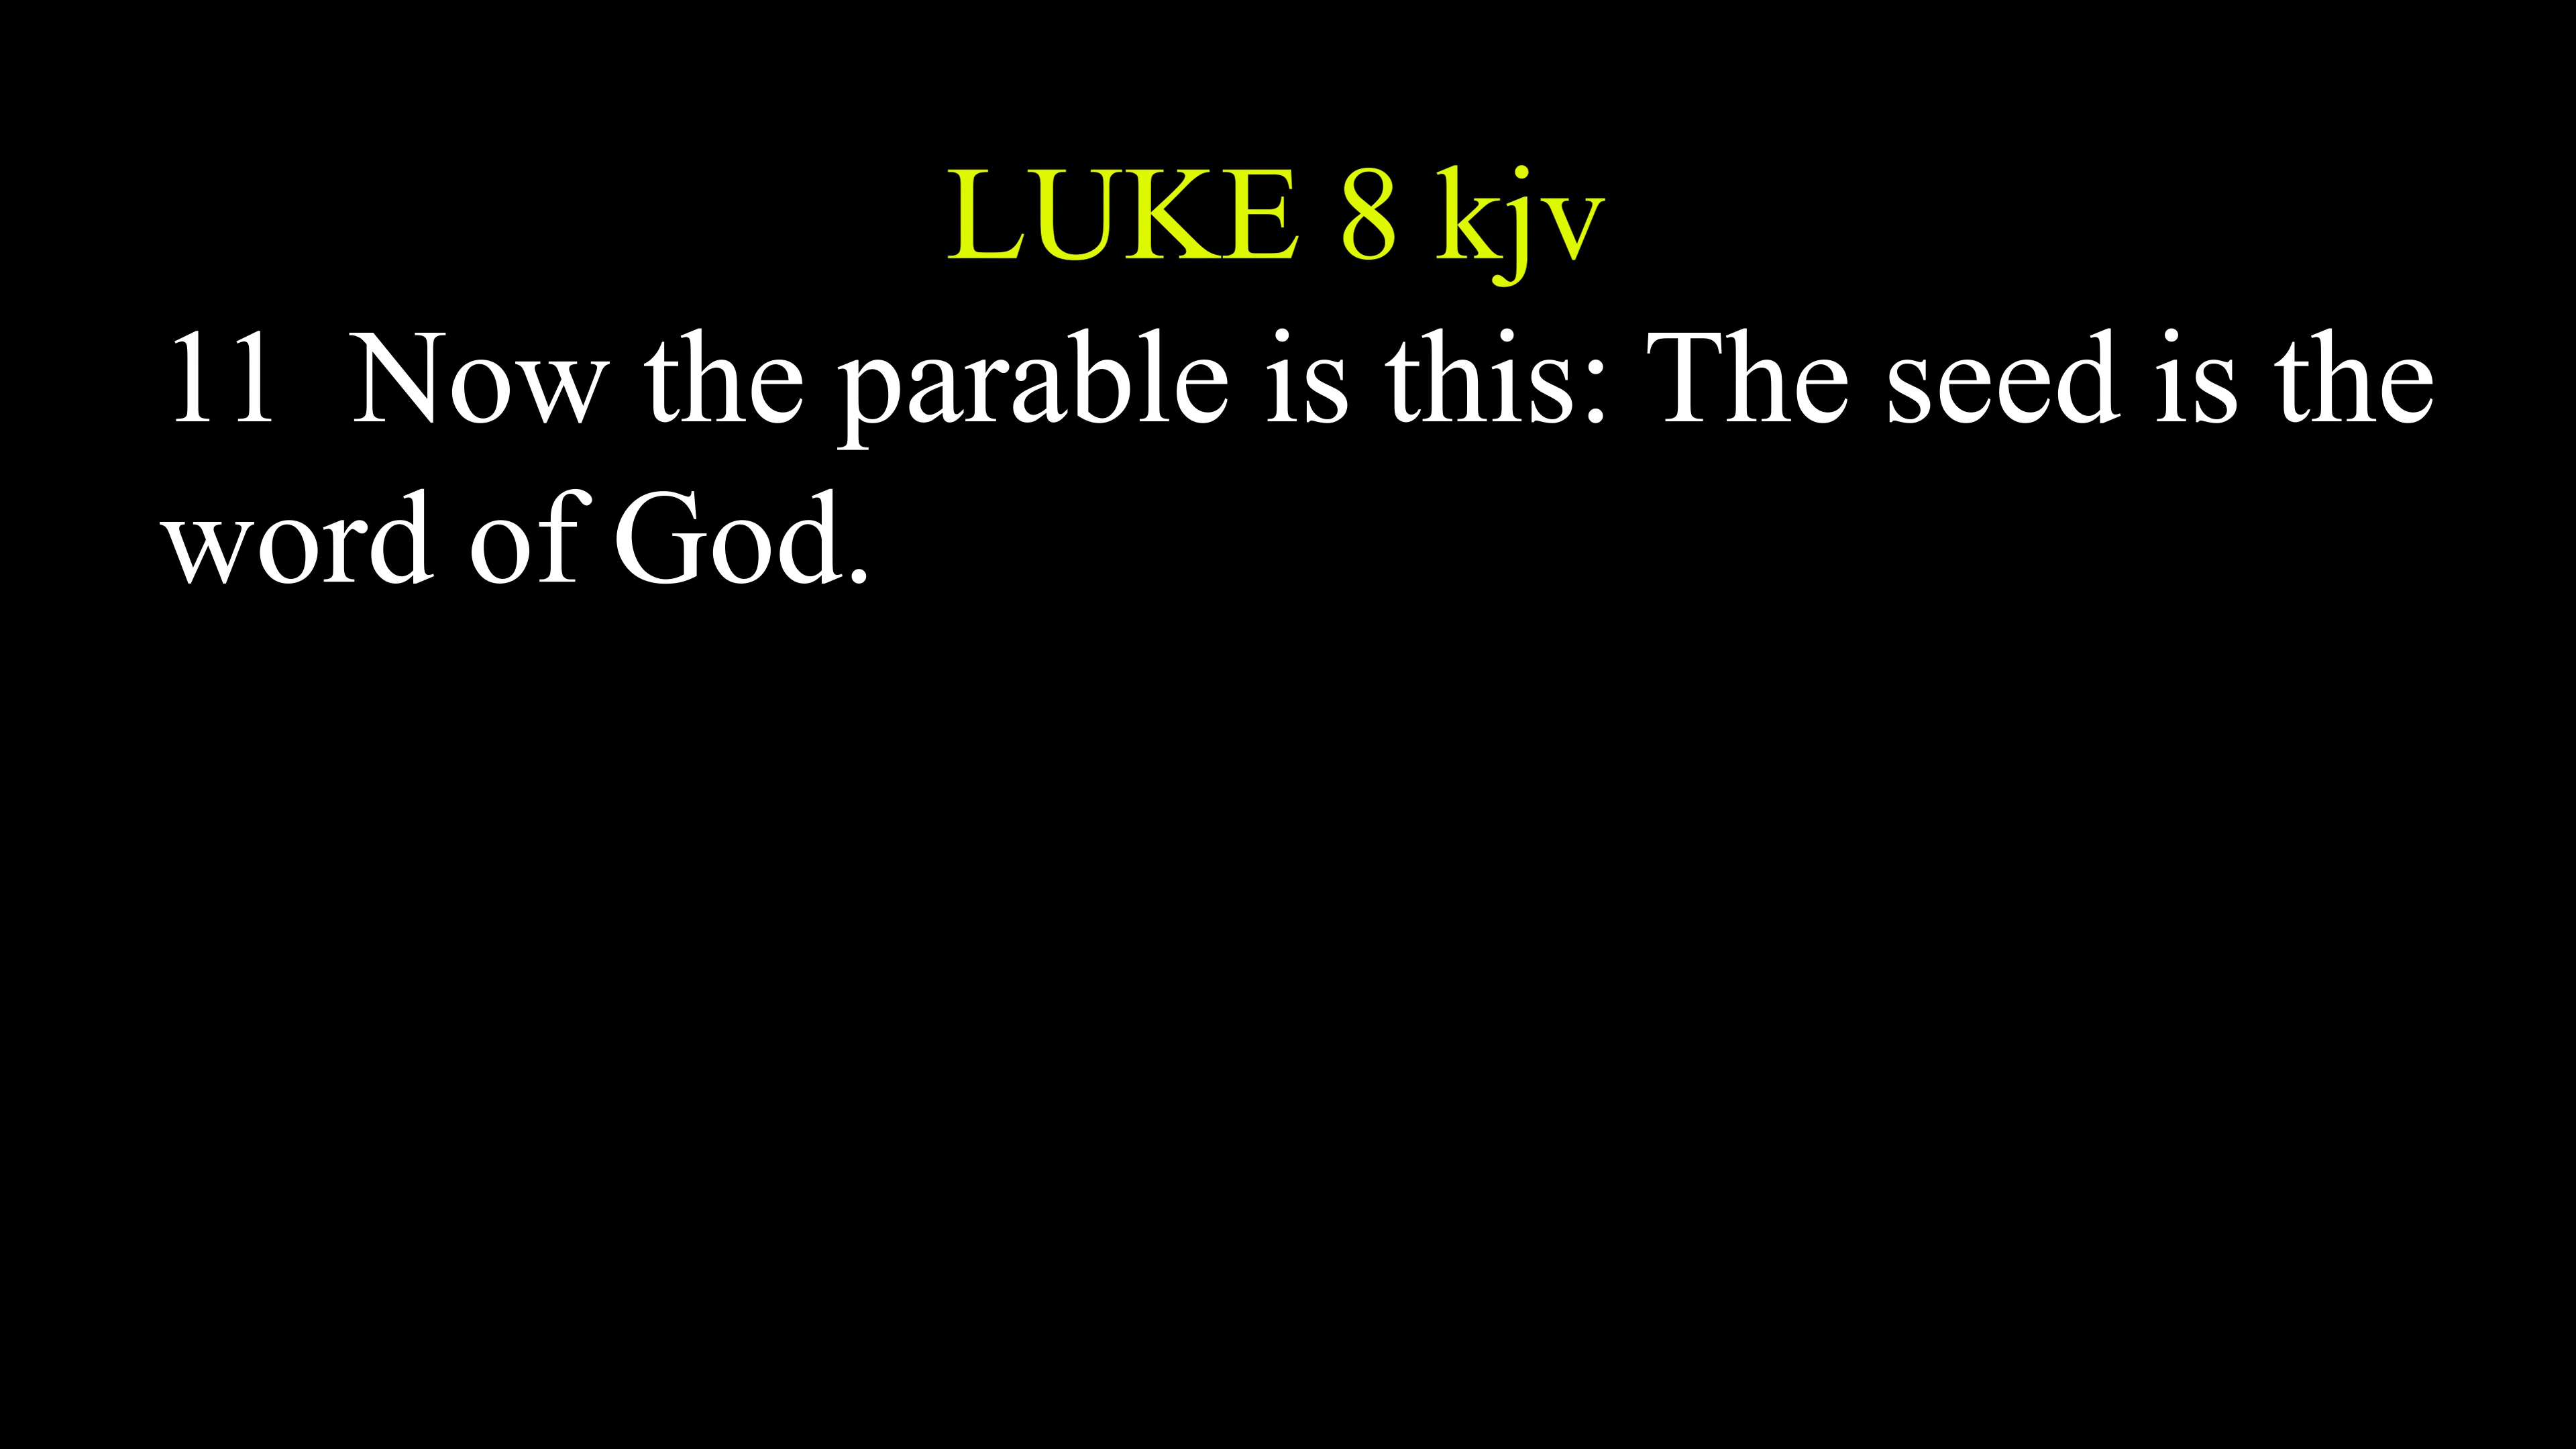 LUKE 8 kjv
11  Now the parable is this: The seed is the
word of God.